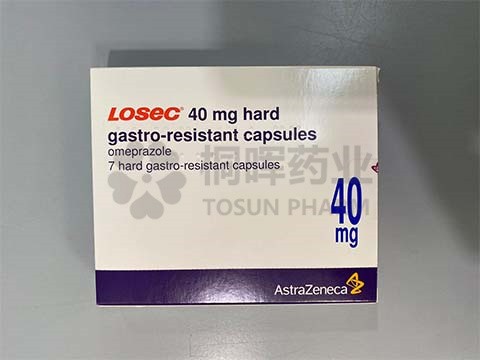 LOSEC® 40 mg hard
gastro-resistant capsules
omeprazole
7 hard gastro-resistant capsules
桐晖药业
TOSUN PHARM
40
mg
AstraZeneca